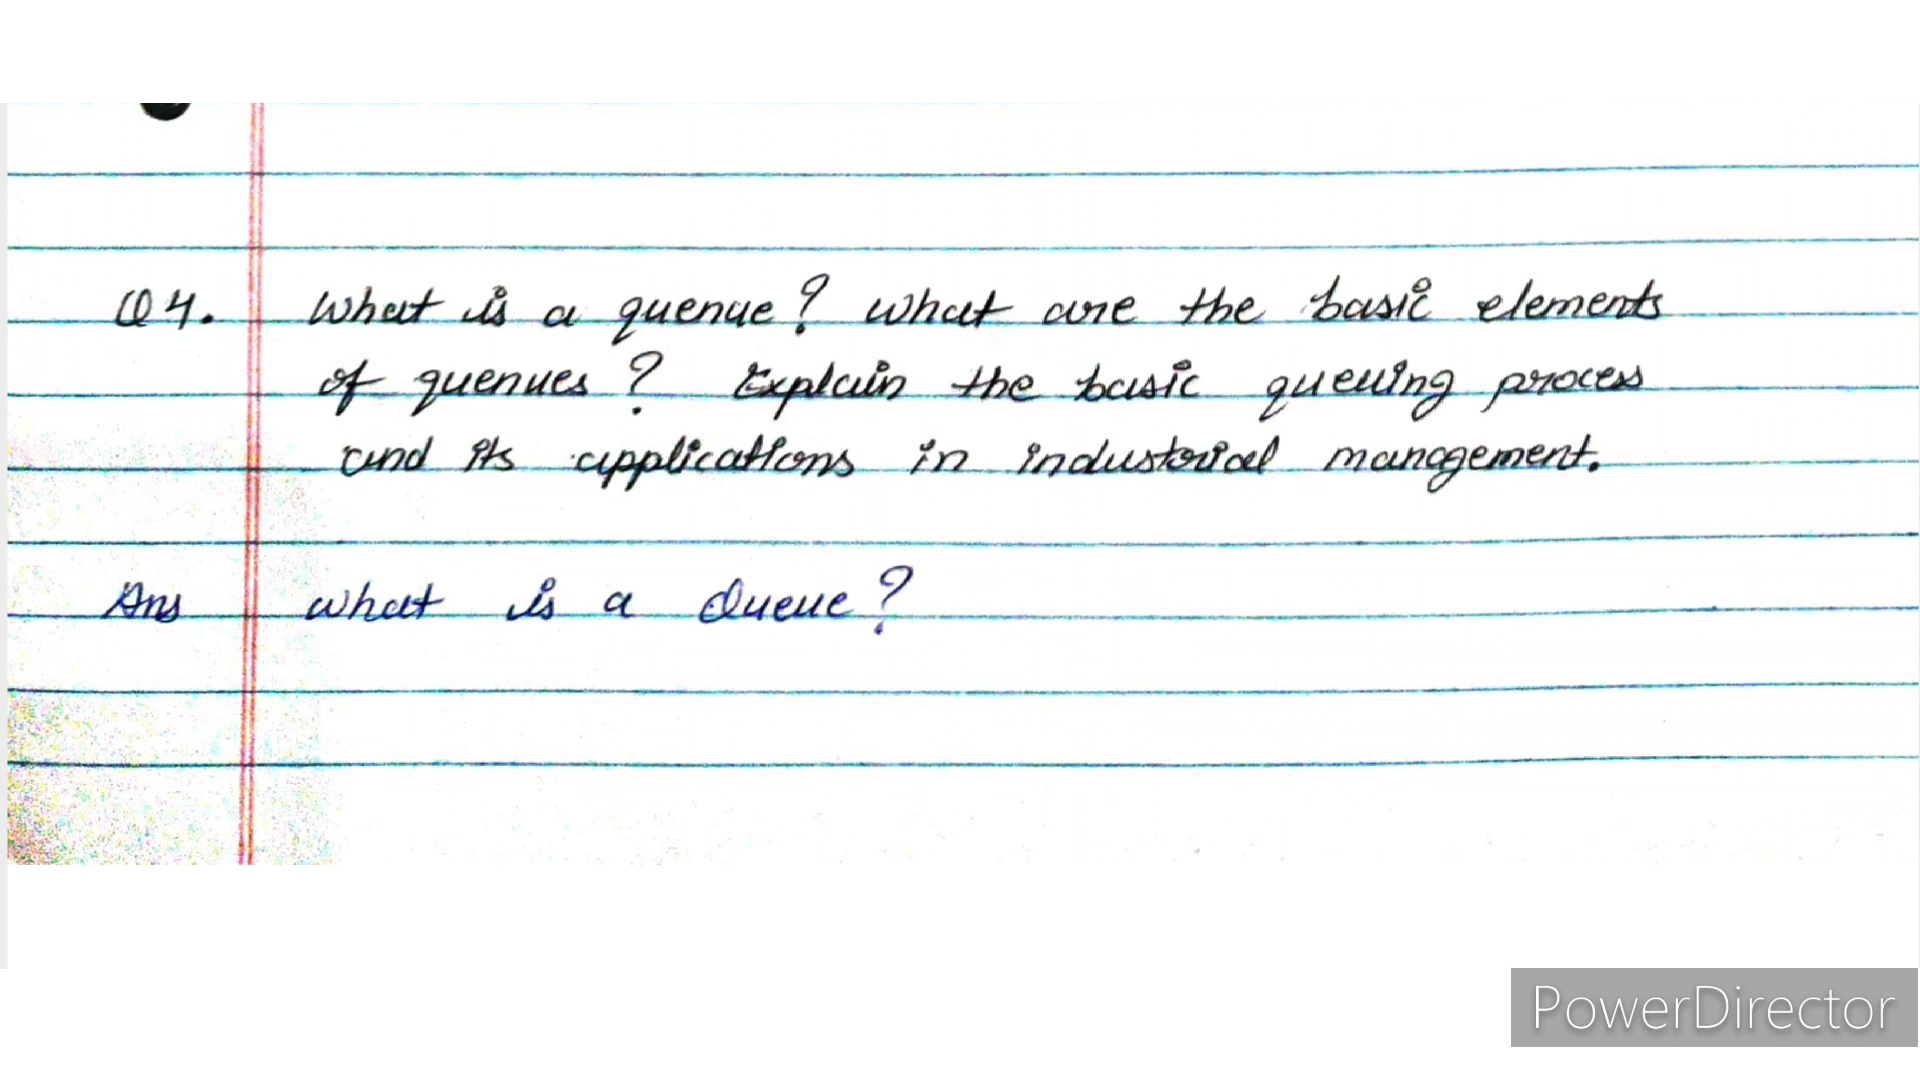 Q4. What is a quenue? What are the basic elements
of quenues? Explain the basic queuing process
and its applications in industorial management.
Ans what is a Queue?
PowerDirector